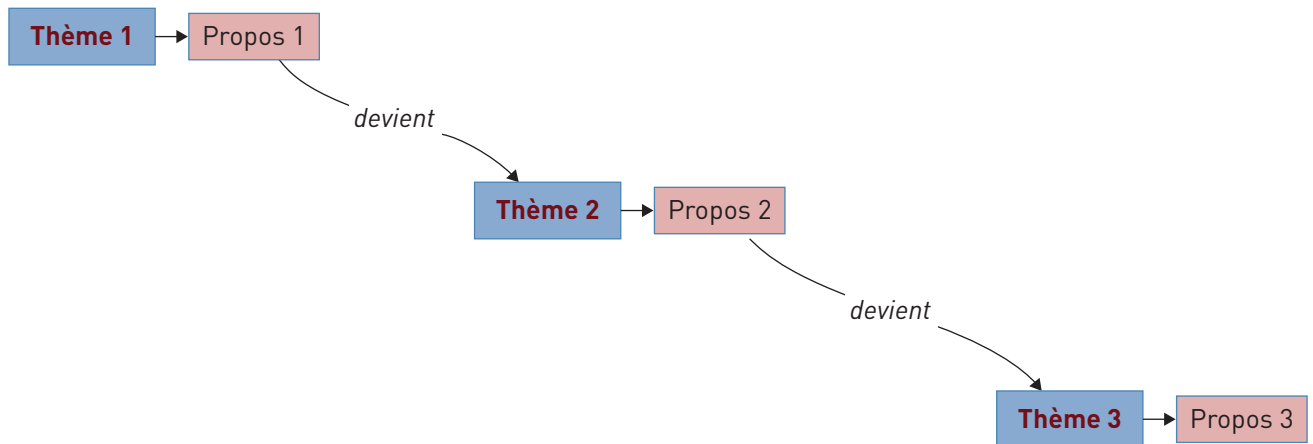 Thème 1
Propos 1
devient
Thème 2
Propos 2
devient
Thème 3
Propos 3